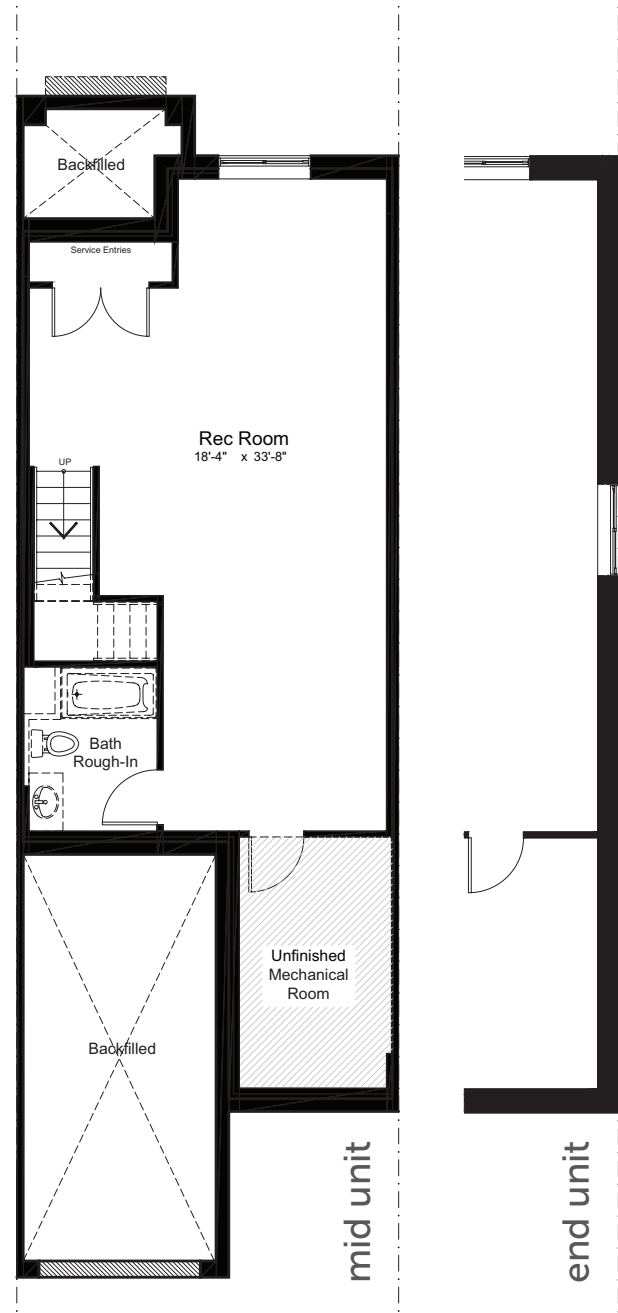 Backfilled
Service Entries
Rec Room
18'-4" x 33'-8"
UP
Bath
Rough-In
Unfinished
Mechanical
Room
Backfilled
mid unit
end unit